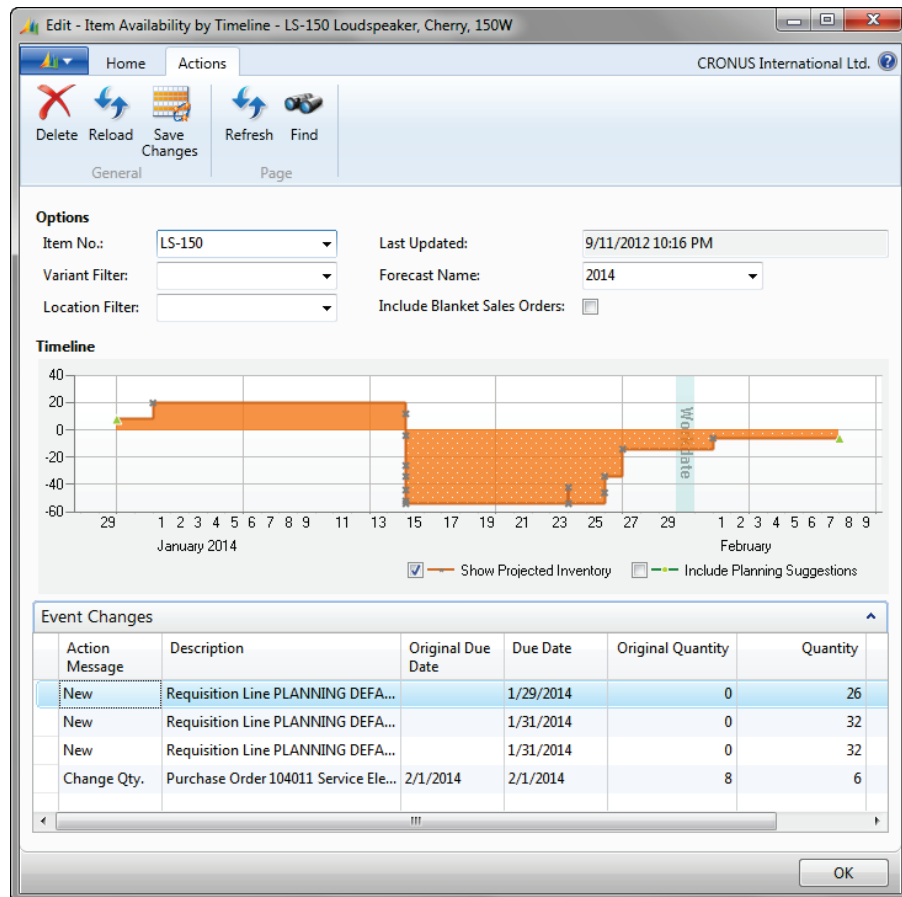 Edit - Item Availability by Timeline - LS-150 Loudspeaker, Cherry, 150W
Home Actions CRONUS International Ltd.
Delete Reload Save Changes Refresh Find
General Page
Options
Item No.: LS-150 Last Updated: 9/11/2012 10:16 PM
Variant Filter: Forecast Name: 2014
Location Filter: Include Blanket Sales Orders:
Timeline
40
20
0
-20
-40
-60
Workdate
29 1 2 3 4 5 6 7 8 9 11 13 15 17 19 21 23 25 27 29 1 2 3 4 5 6 7 8 9
January 2014 February
Show Projected Inventory Include Planning Suggestions
Event Changes
Action Message Description Original Due Date Due Date Original Quantity Quantity
New Requisition Line PLANNING DEFA... 1/29/2014 0 26
New Requisition Line PLANNING DEFA... 1/31/2014 0 32
New Requisition Line PLANNING DEFA... 1/31/2014 0 32
Change Qty. Purchase Order 104011 Service Ele... 2/1/2014 2/1/2014 8 6
OK